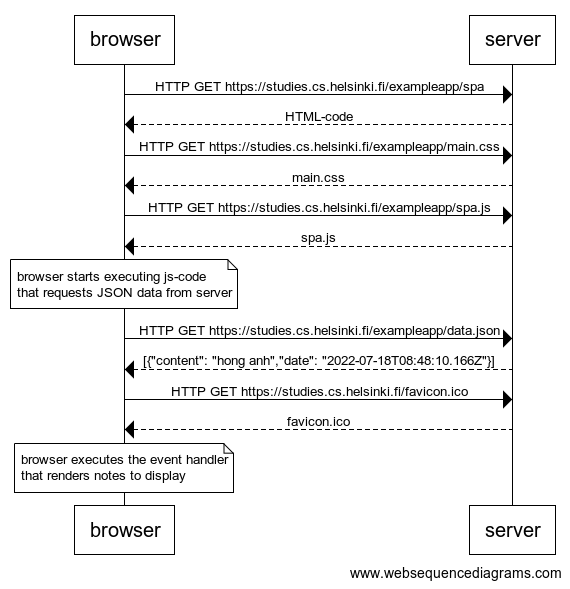 browser
server
HTTP GET https://studies.cs.helsinki.fi/exampleapp/spa
HTML-code
HTTP GET https://studies.cs.helsinki.fi/exampleapp/main.css
main.css
HTTP GET https://studies.cs.helsinki.fi/exampleapp/spa.js
spa.js
browser starts executing js-code
that requests JSON data from server
HTTP GET https://studies.cs.helsinki.fi/exampleapp/data.json
[{"content": "hong anh","date": "2022-07-18T08:48:10.166Z"}]
HTTP GET https://studies.cs.helsinki.fi/favicon.ico
favicon.ico
browser executes the event handler
that renders notes to display
browser
server
www.websequencediagrams.com